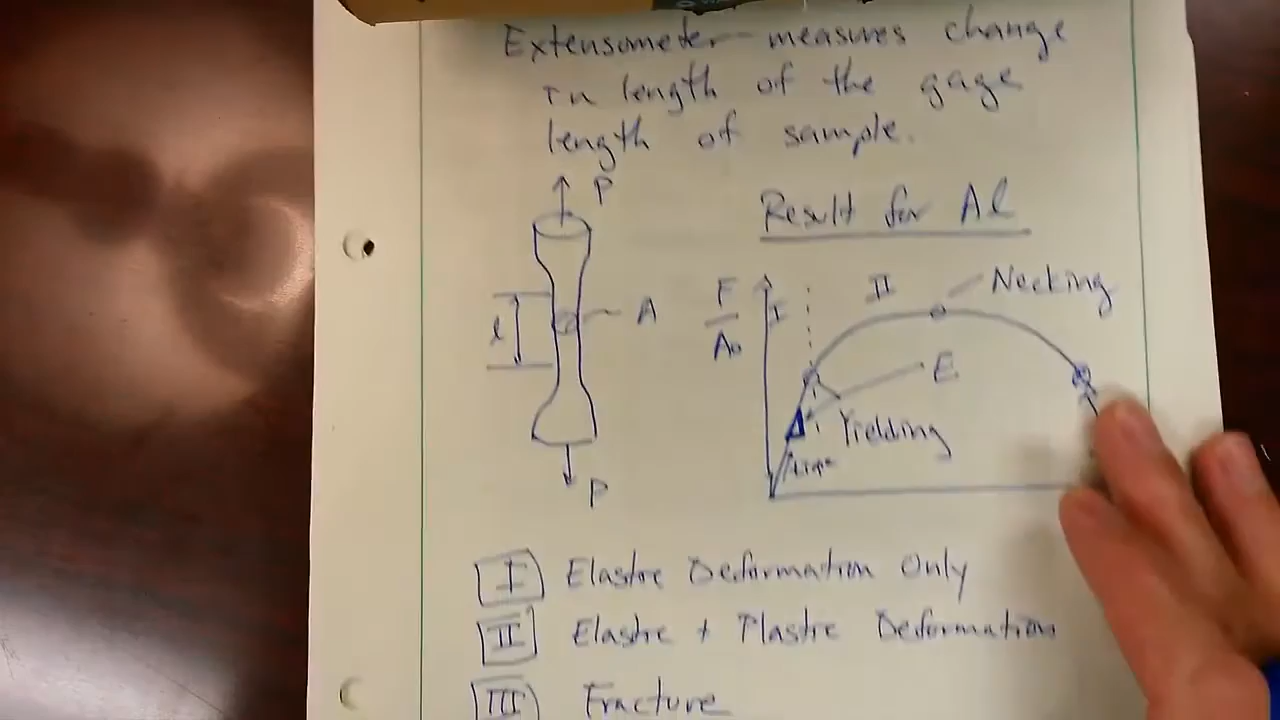 Extensometer - measures change
in length of the gage
length of sample.
P
Result for Al
l
A
F
A₀
I
II
Necking
E
Yielding
P
I Elastic Deformation Only
II Elastic + Plastic Deformation
III Fracture